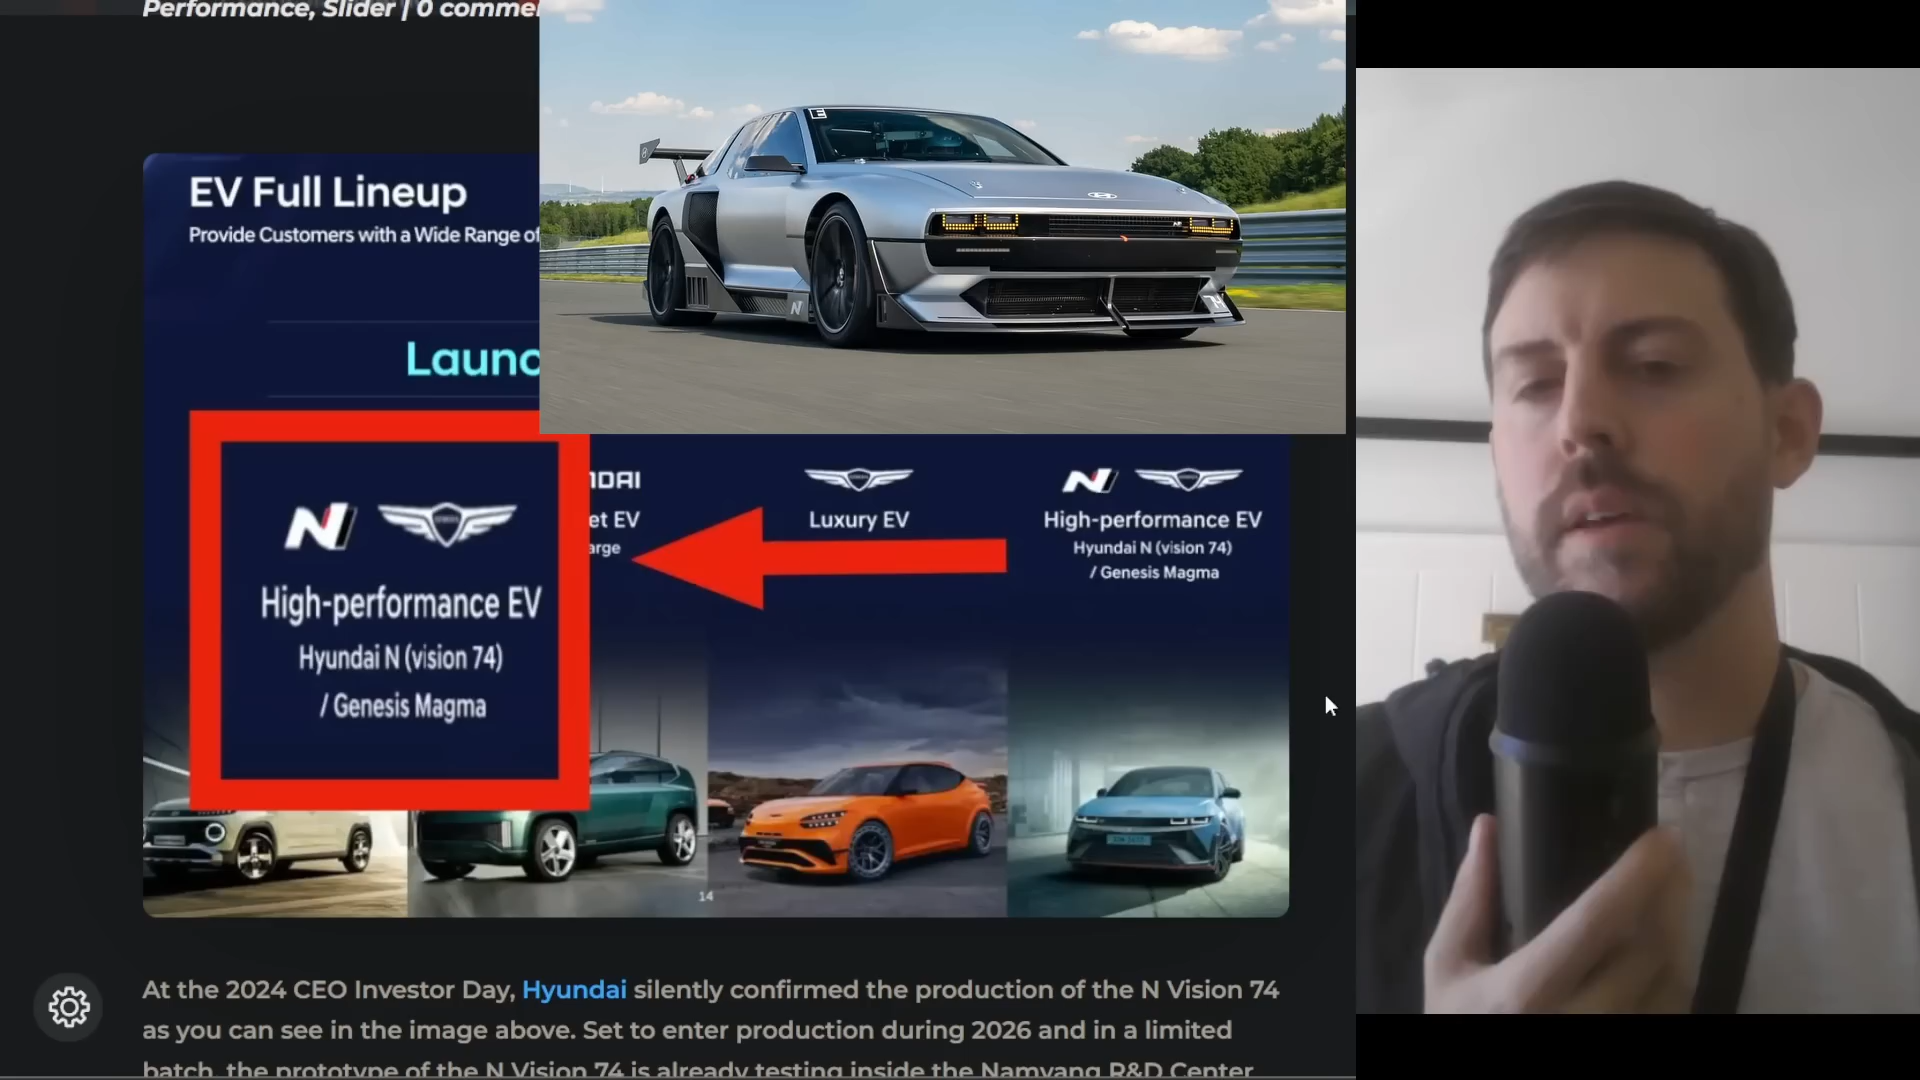 Performance, Slider | 0 comme
EV Full Lineup
Provide Customers with a Wide Range of
Launc
N
High-performance EV
Hyundai N (vision 74)
/ Genesis Magma
NDAI
et EV
arge
Luxury EV
N
High-performance EV
Hyundai N (vision 74)
/ Genesis Magma
14
At the 2024 CEO Investor Day, Hyundai silently confirmed the production of the N Vision 74
as you can see in the image above. Set to enter production during 2026 and in a limited
batch, the prototype of the N Vision 74 is already testing inside the Namyang R&D Center